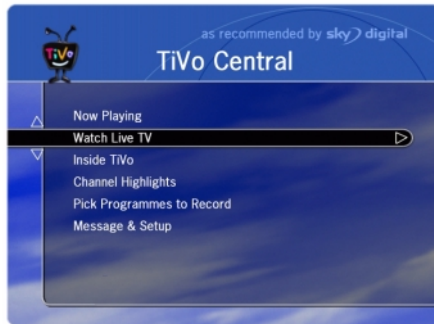 as recommended by sky digital
TiVo
TiVo Central
Now Playing
Watch Live TV
Inside TiVo
Channel Highlights
Pick Programmes to Record
Message & Setup